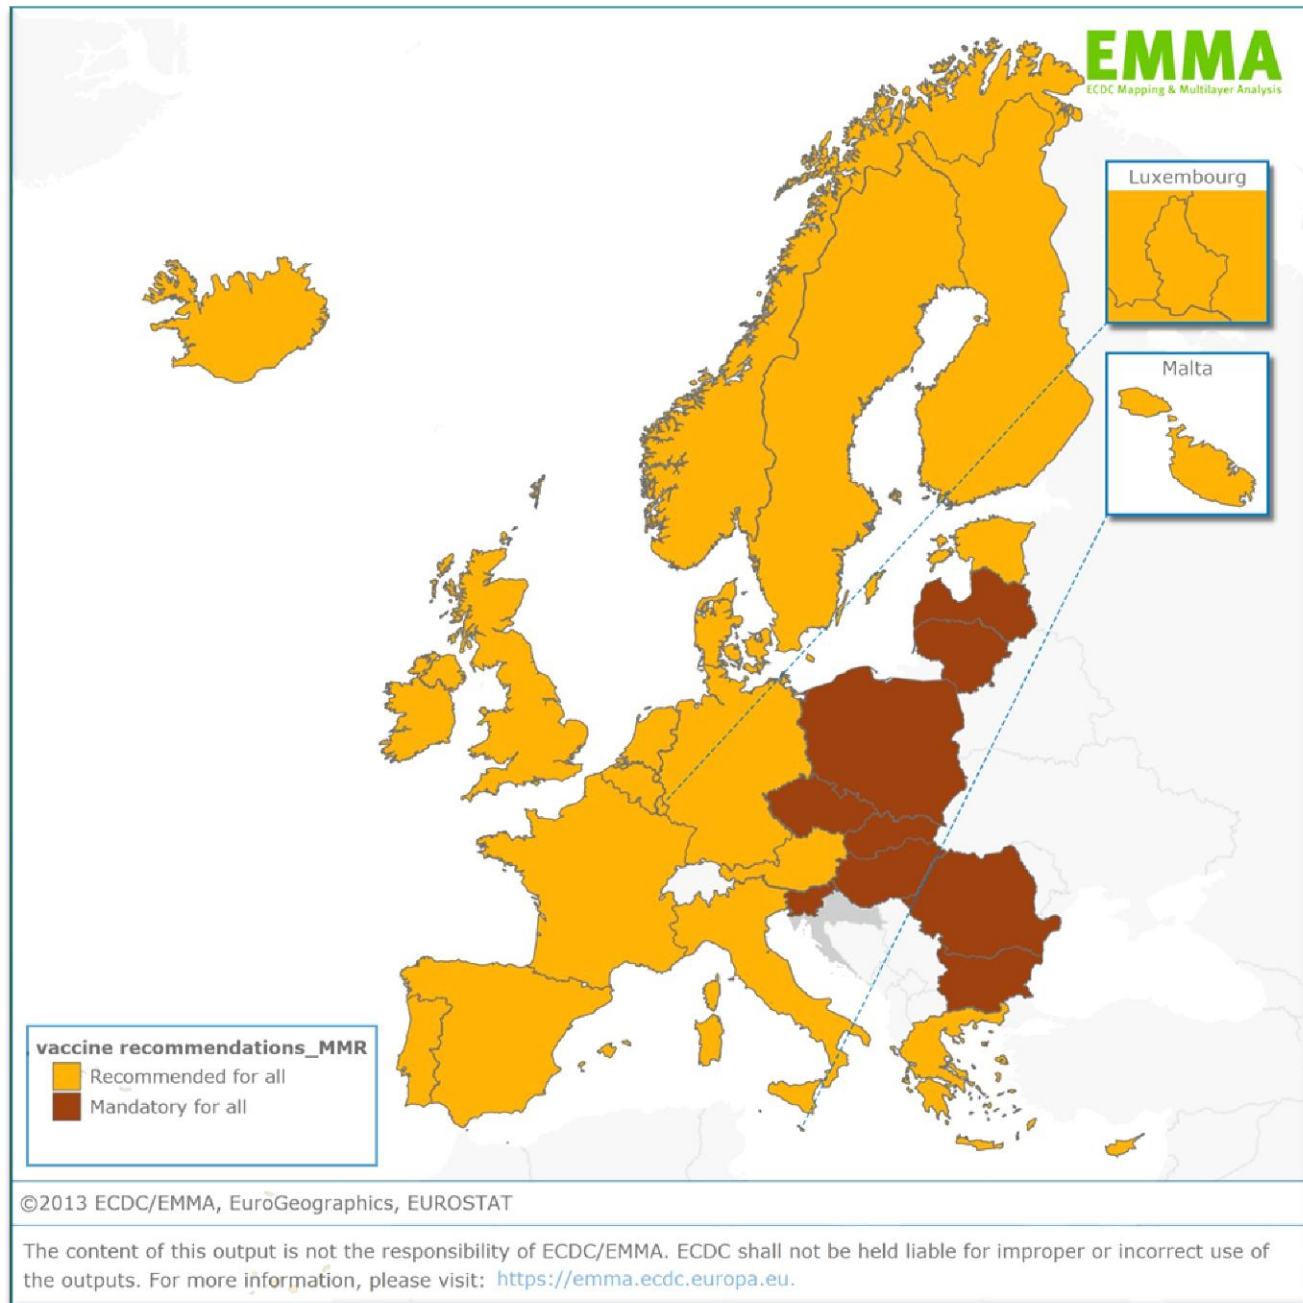 EMMA
ECDC Mapping & Multilayer Analysis
Luxembourg
Malta
vaccine recommendations_MMR
Recommended for all
Mandatory for all
©2013 ECDC/EMMA, EuroGeographics, EUROSTAT
The content of this output is not the responsibility of ECDC/EMMA. ECDC shall not be held liable for improper or incorrect use of
the outputs. For more information, please visit: https://emma.ecdc.europa.eu.